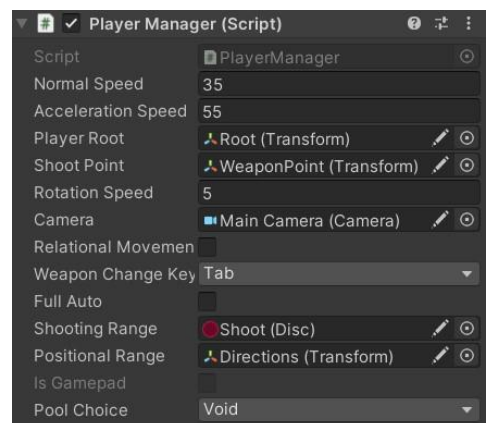 Player Manager (Script)
Script PlayerManager
Normal Speed 35
Acceleration Speed 55
Player Root Root (Transform)
Shoot Point WeaponPoint (Transform)
Rotation Speed 5
Camera Main Camera (Camera)
Relational Movemen
Weapon Change Key Tab
Full Auto
Shooting Range Shoot (Disc)
Positional Range Directions (Transform)
Is Gamepad
Pool Choice Void